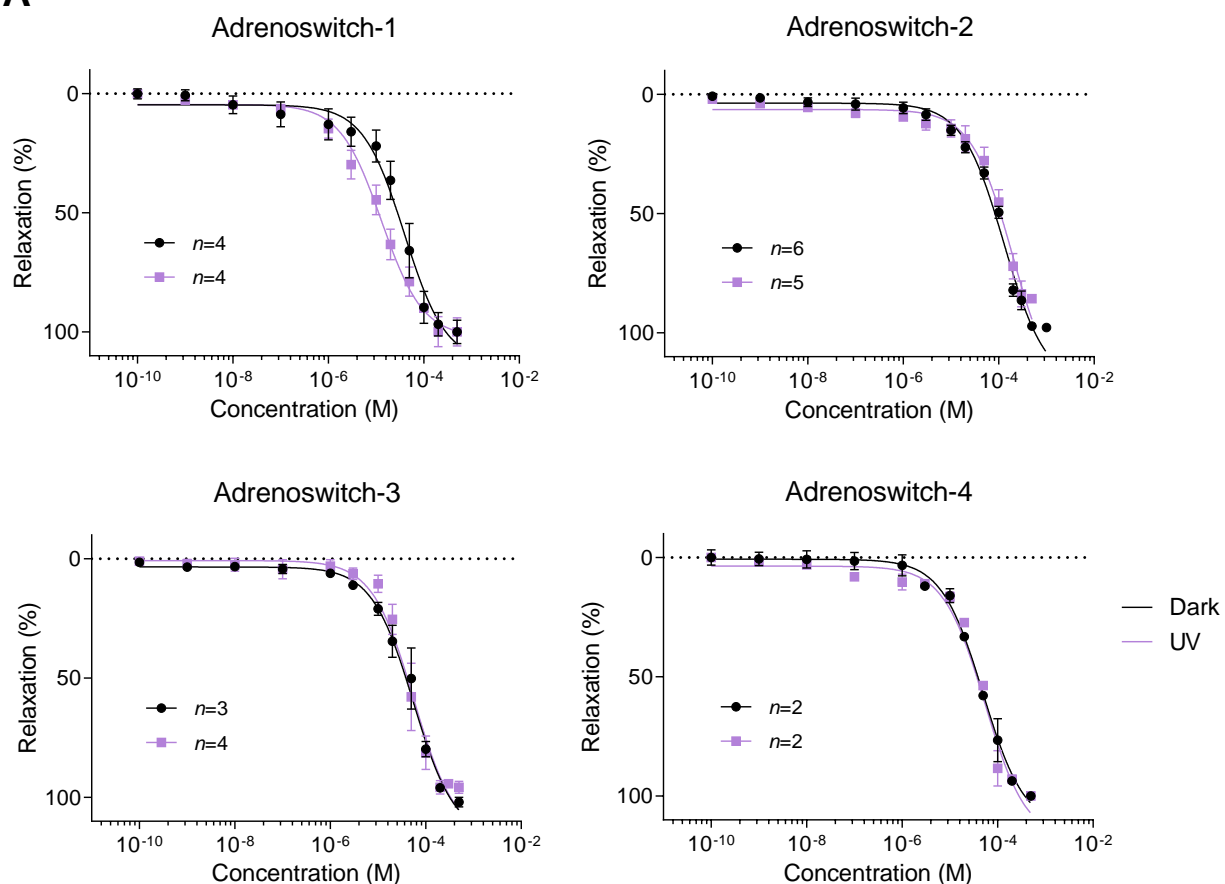 A
Adrenoswitch-1
0
50
100
Relaxation (%)
n=4
n=4
10-10
10-8
10-6
10-4
10-2
Concentration (M)
Adrenoswitch-2
0
50
100
Relaxation (%)
n=6
n=5
10-10
10-8
10-6
10-4
10-2
Concentration (M)
Adrenoswitch-3
0
50
100
Relaxation (%)
n=3
n=4
10-10
10-8
10-6
10-4
10-2
Concentration (M)
Adrenoswitch-4
0
50
100
Relaxation (%)
n=2
n=2
10-10
10-8
10-6
10-4
10-2
Concentration (M)
Dark
UV